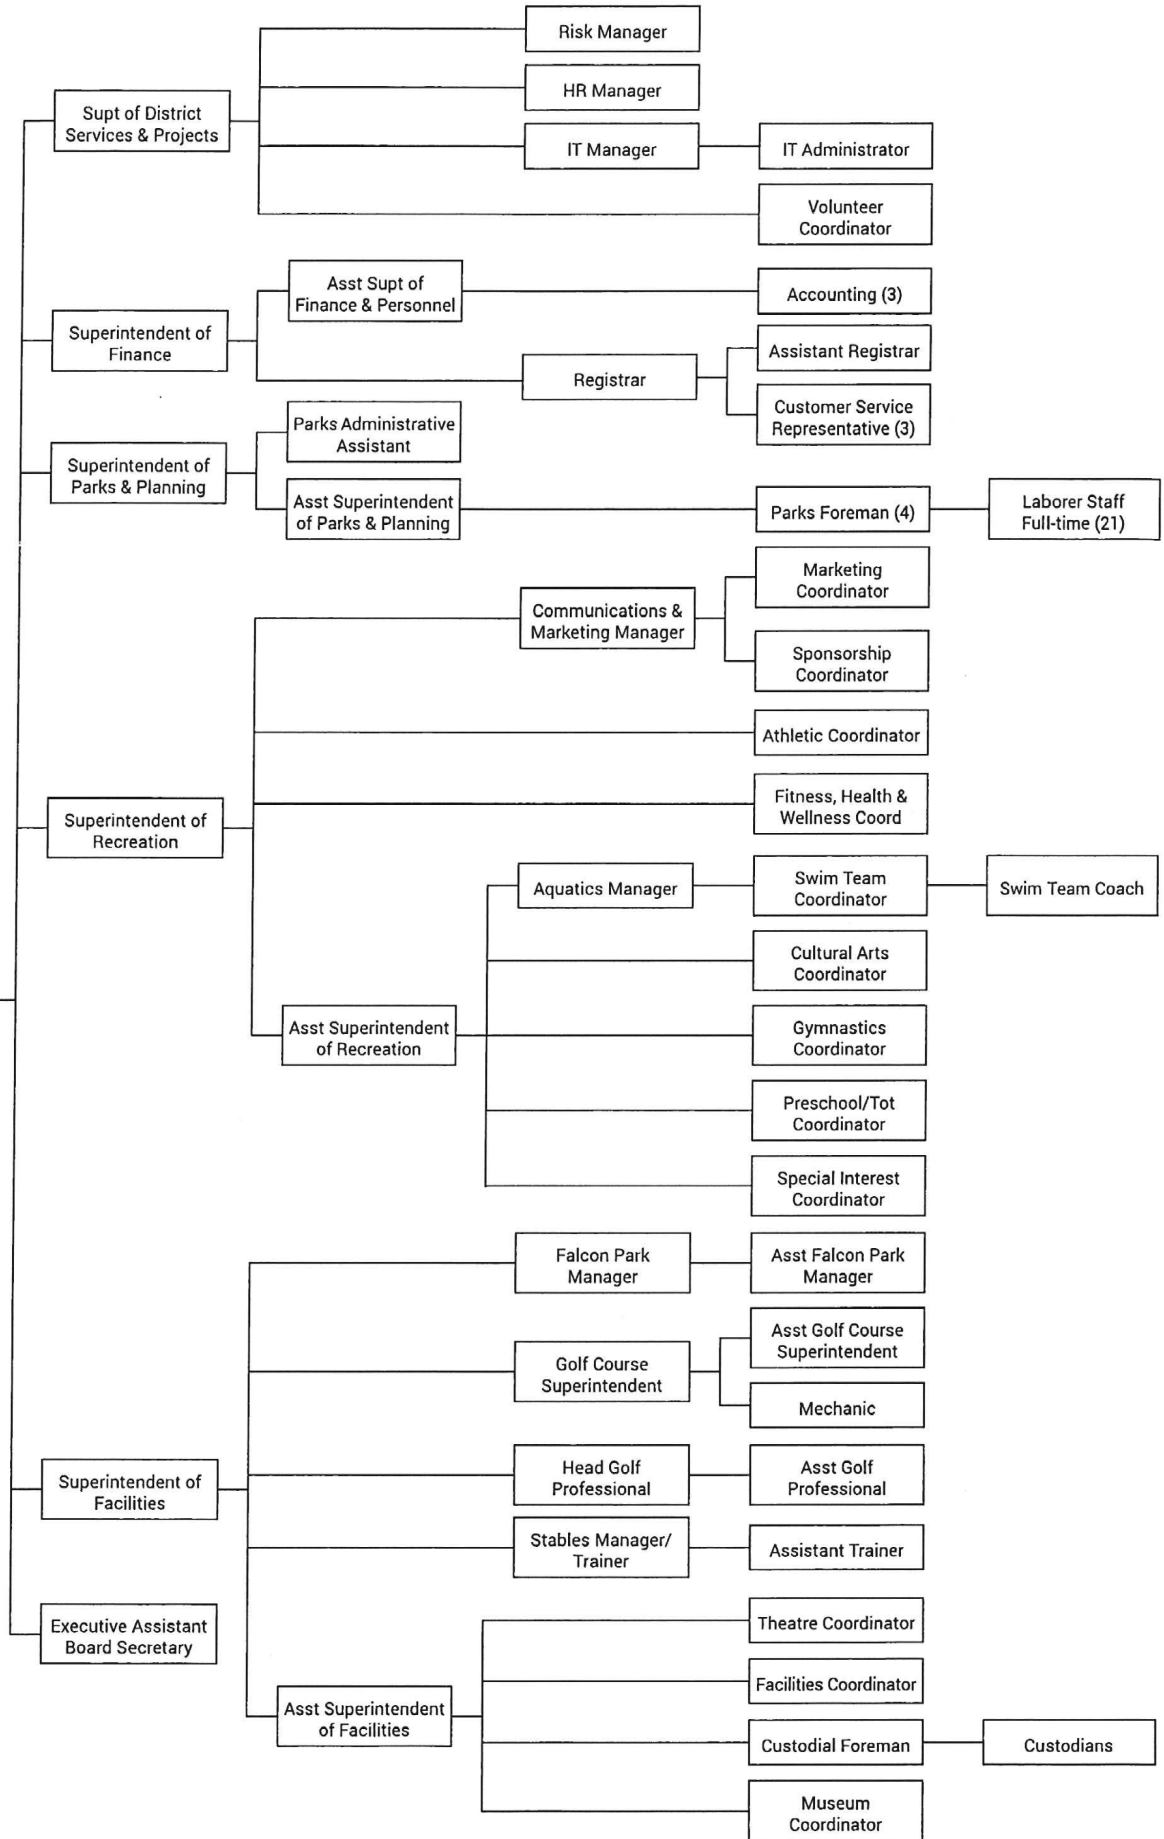 Risk Manager
HR Manager
Supt of District
Services & Projects
IT Manager
IT Administrator
Volunteer
Coordinator
Asst Supt of
Finance & Personnel
Accounting (3)
Superintendent of
Finance
Assistant Registrar
Registrar
Customer Service
Representative (3)
Parks Administrative
Assistant
Superintendent of
Parks & Planning
Asst Superintendent
of Parks & Planning
Parks Foreman (4)
Laborer Staff
Full-time (21)
Marketing
Coordinator
Communications &
Marketing Manager
Sponsorship
Coordinator
Athletic Coordinator
Fitness, Health &
Wellness Coord
Superintendent of
Recreation
Aquatics Manager
Swim Team
Coordinator
Swim Team Coach
Cultural Arts
Coordinator
Asst Superintendent
of Recreation
Gymnastics
Coordinator
Preschool/Tot
Coordinator
Special Interest
Coordinator
Falcon Park
Manager
Asst Falcon Park
Manager
Asst Golf Course
Superintendent
Golf Course
Superintendent
Mechanic
Superintendent of
Facilities
Head Golf
Professional
Asst Golf
Professional
Stables Manager/
Trainer
Assistant Trainer
Executive Assistant
Board Secretary
Theatre Coordinator
Facilities Coordinator
Asst Superintendent
of Facilities
Custodial Foreman
Custodians
Museum
Coordinator